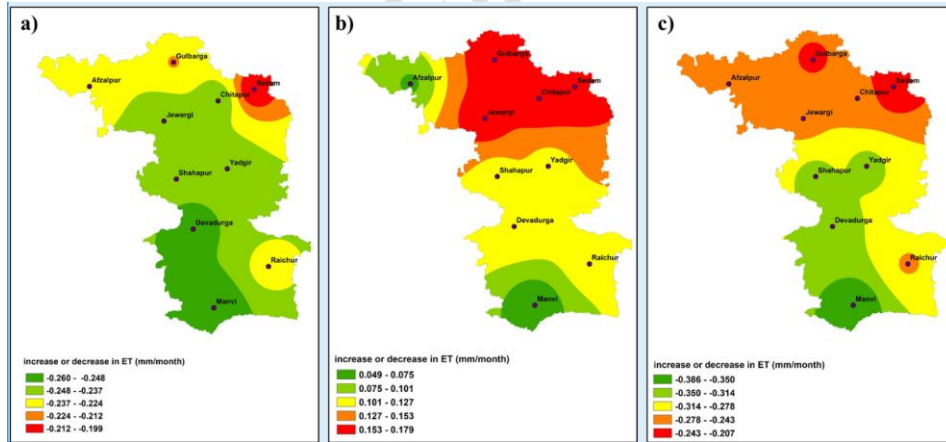 a)
Gulbarga
Afzalpur
Sedam
Chitapur
Jewargi
Yadgir
Shahapur
Devadurga
Raichur
Manvi
increase or decrease in ET (mm/month)
-0.260 - -0.248
-0.248 - -0.237
-0.237 - -0.224
-0.224 - -0.212
-0.212 - -0.199
b)
Gulbarga
Afzalpur
Sedam
Chitapur
Jewargi
Yadgir
Shahapur
Devadurga
Raichur
Manvi
increase or decrease in ET (mm/month)
0.049 - 0.075
0.075 - 0.101
0.101 - 0.127
0.127 - 0.153
0.153 - 0.179
c)
Gulbarga
Afzalpur
Sedam
Chitapur
Jewargi
Yadgir
Shahapur
Devadurga
Raichur
Manvi
increase or decrease in ET (mm/month)
-0.386 - -0.350
-0.350 - -0.314
-0.314 - -0.278
-0.278 - -0.243
-0.243 - -0.207